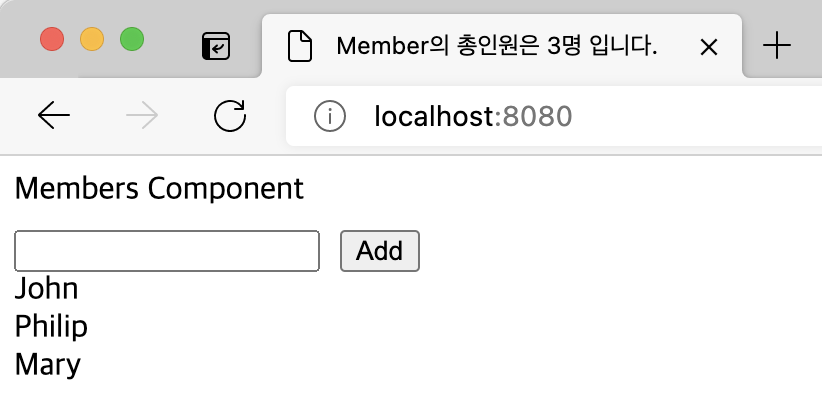 Member의 총인원은 3명 입니다.
localhost:8080
Members Component
Add
John
Philip
Mary